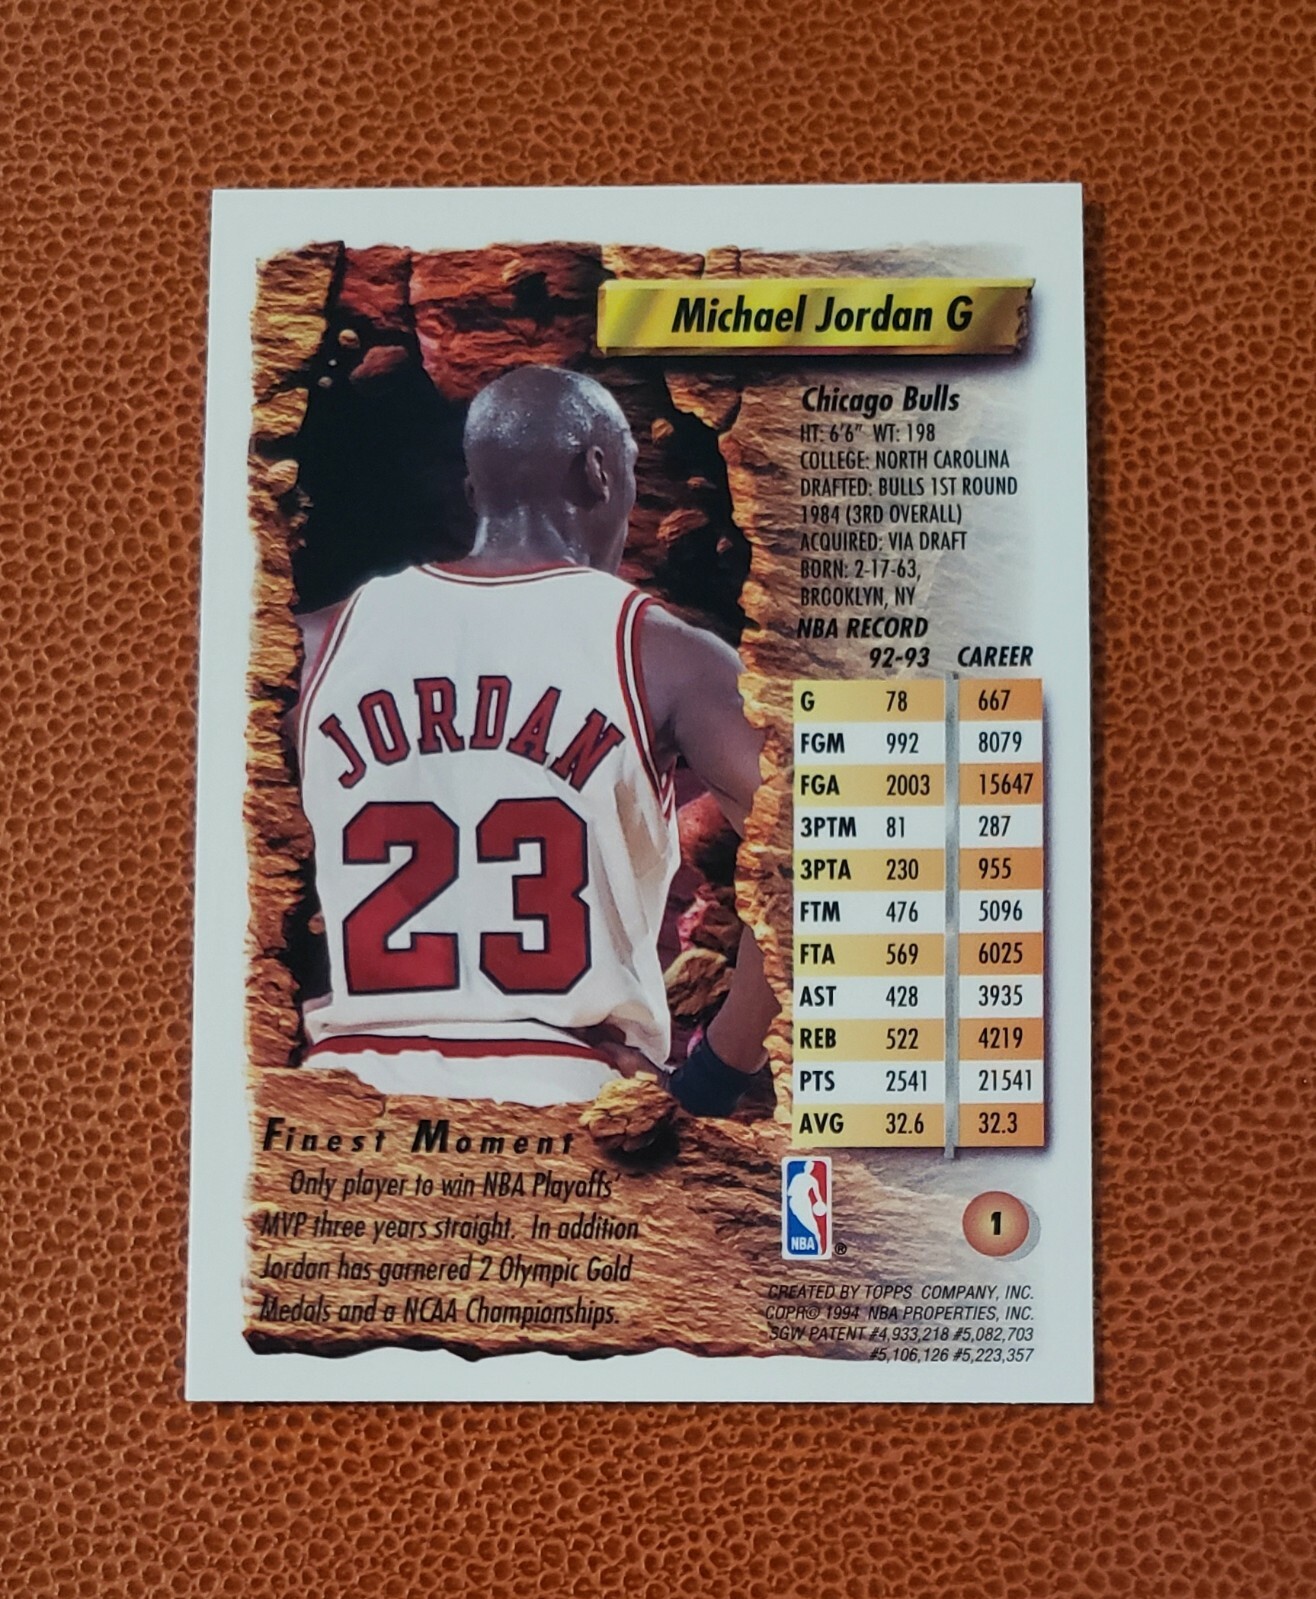 Michael Jordan G
Chicago Bulls
HT: 6'6" WT: 198
COLLEGE: NORTH CAROLINA
DRAFTED: BULLS 1ST ROUND
1984 (3RD OVERALL)
ACQUIRED: VIA DRAFT
BORN: 2-17-63,
BROOKLYN, NY
NBA RECORD
92-93 CAREER
G 78 667
FGM 992 8079
FGA 2003 15647
3PTM 81 287
3PTA 230 955
FTM 476 5096
FTA 569 6025
AST 428 3935
REB 522 4219
PTS 2541 21541
AVG 32.6 32.3
JORDAN
23
Finest Moment
Only player to win NBA Playoffs'
MVP three years straight. In addition
Jordan has garnered 2 Olympic Gold
Medals and a NCAA Championships.
NBA ®
1
CREATED BY TOPPS COMPANY, INC.
COPR© 1994 NBA PROPERTIES, INC.
SGW PATENT #4,933,218 #5,082,703
#5,106,126 #5,223,357